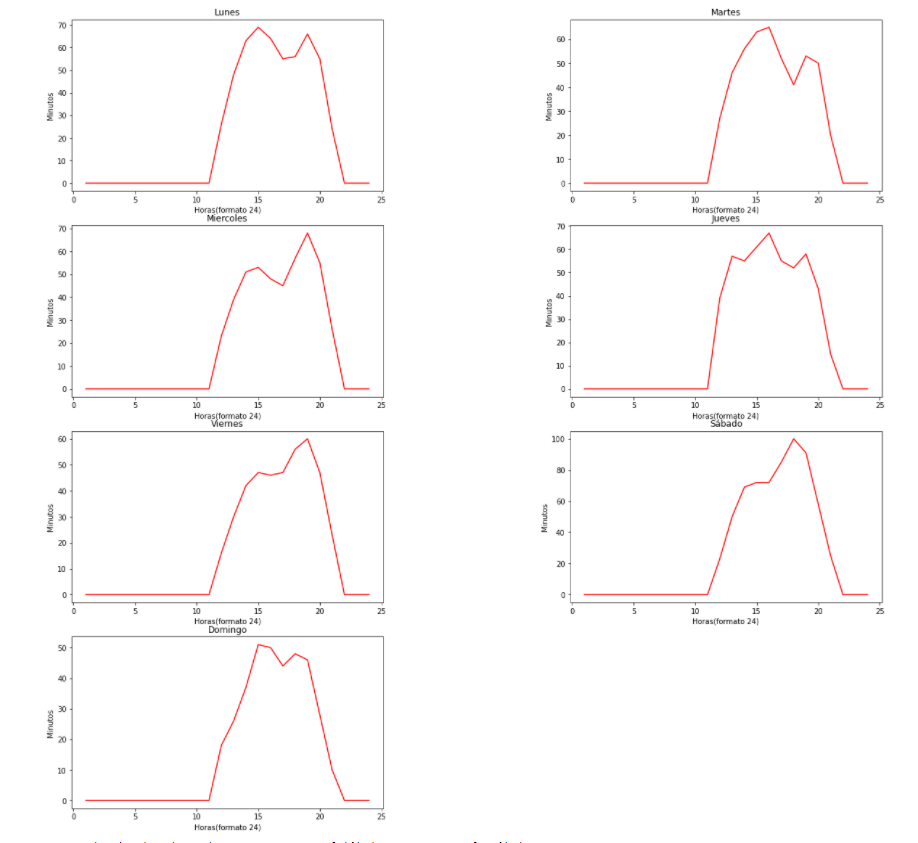 Lunes
Minutos
70
60
50
40
30
20
10
0
0 5 10 15 20 25
Horas(formato 24)
Martes
Minutos
60
50
40
30
20
10
0
0 5 10 15 20 25
Horas(formato 24)
Miercoles
Minutos
70
60
50
40
30
20
10
0
0 5 10 15 20 25
Horas(formato 24)
Jueves
Minutos
70
60
50
40
30
20
10
0
0 5 10 15 20 25
Horas(formato 24)
Viernes
Minutos
60
50
40
30
20
10
0
0 5 10 15 20 25
Horas(formato 24)
Sábado
Minutos
100
80
60
40
20
0
0 5 10 15 20 25
Horas(formato 24)
Domingo
Minutos
50
40
30
20
10
0
0 5 10 15 20 25
Horas(formato 24)